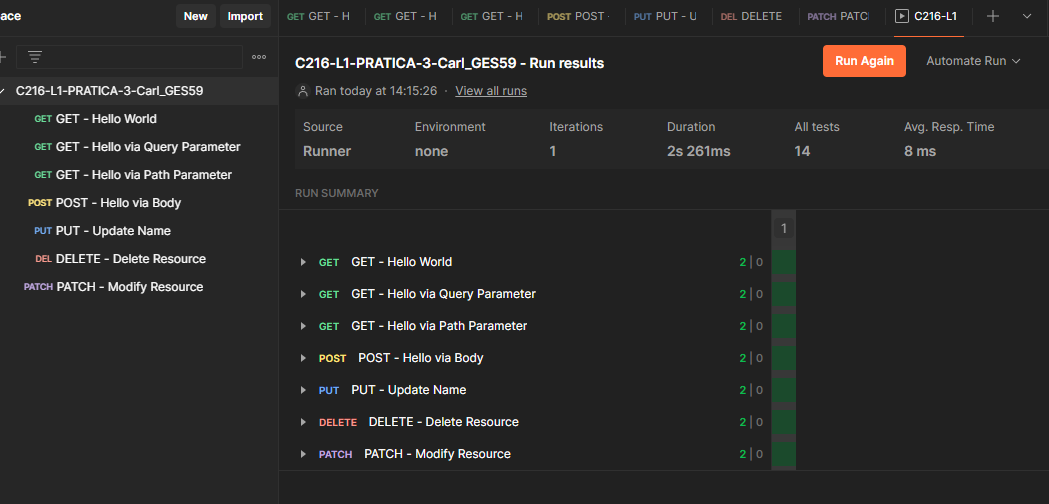 ace
New
Import
GET GET - H
GET GET - H
GET GET - H
POST POST -
PUT PUT - U
DEL DELETE
PATCH PATC
C216-L1
C216-L1-PRATICA-3-Carl_GES59
GET GET - Hello World
GET GET - Hello via Query Parameter
GET GET - Hello via Path Parameter
POST POST - Hello via Body
PUT PUT - Update Name
DEL DELETE - Delete Resource
PATCH PATCH - Modify Resource
C216-L1-PRATICA-3-Carl_GES59 - Run results
Run Again
Automate Run
Ran today at 14:15:26 · View all runs
Source Environment Iterations Duration All tests Avg. Resp. Time
Runner none 1 2s 261ms 14 8 ms
RUN SUMMARY
1
GET GET - Hello World 2 | 0
GET GET - Hello via Query Parameter 2 | 0
GET GET - Hello via Path Parameter 2 | 0
POST POST - Hello via Body 2 | 0
PUT PUT - Update Name 2 | 0
DELETE DELETE - Delete Resource 2 | 0
PATCH PATCH - Modify Resource 2 | 0